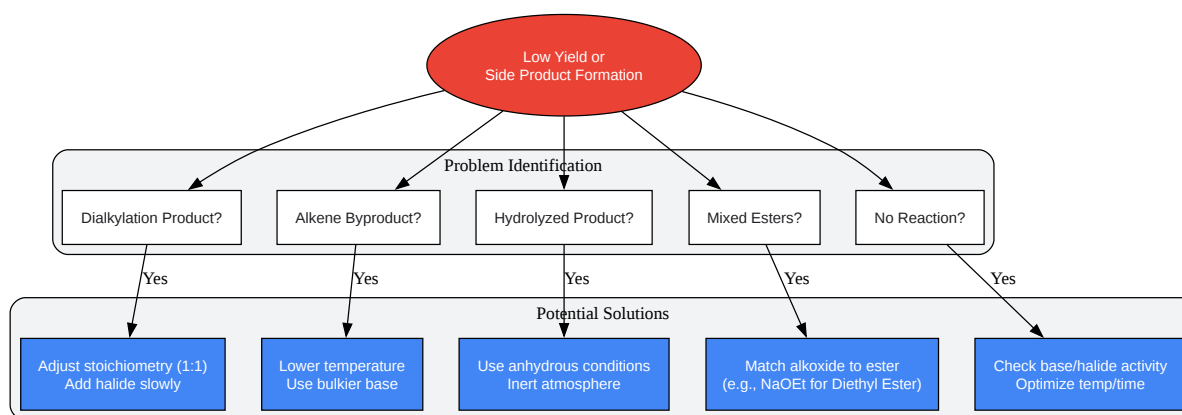 Low Yield or
Side Product Formation
Problem Identification
Dialkylation Product?
Alkene Byproduct?
Hydrolyzed Product?
Mixed Esters?
No Reaction?
Yes
Yes
Yes
Yes
Yes
Potential Solutions
Adjust stoichiometry (1:1)
Add halide slowly
Lower temperature
Use bulkier base
Use anhydrous conditions
Inert atmosphere
Match alkoxide to ester
(e.g., NaOEt for Diethyl Ester)
Check base/halide activity
Optimize temp/time